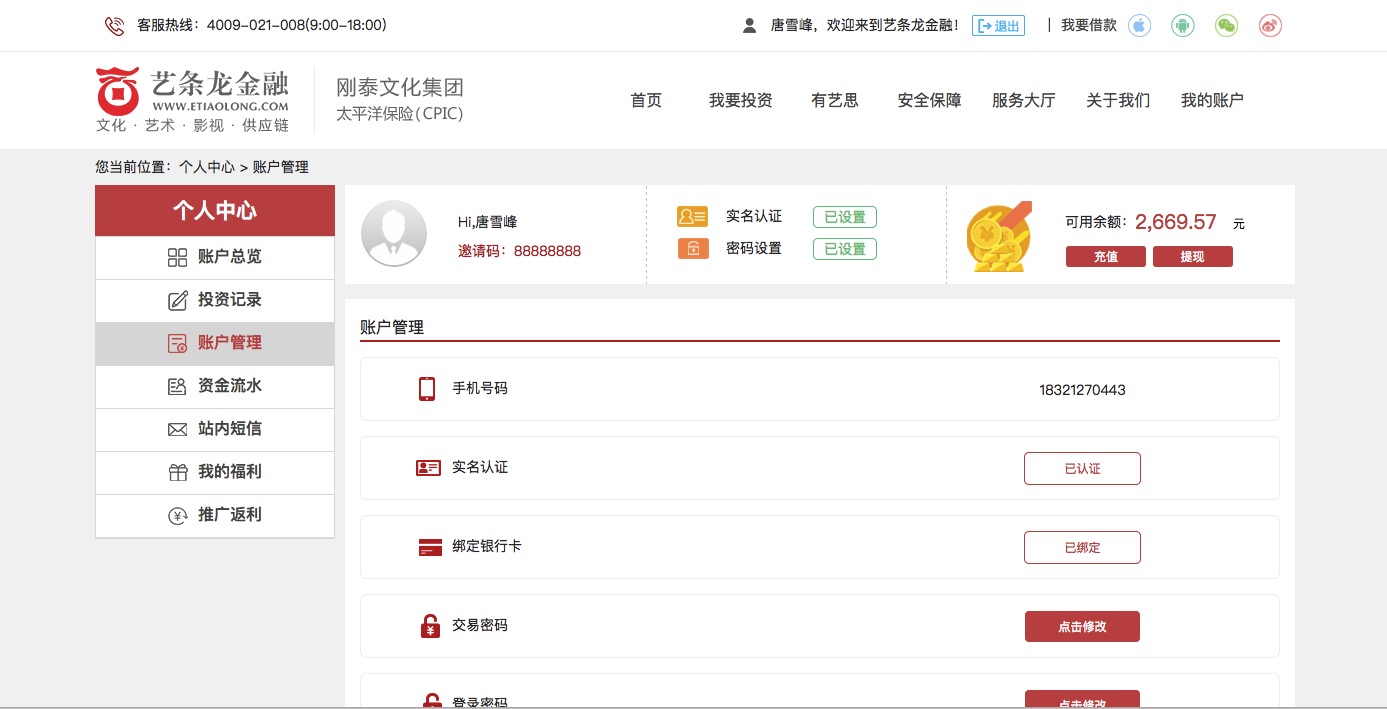 客服热线：4009-021-008(9:00-18:00)
唐雪峰，欢迎来到艺条龙金融！
退出
| 我要借款
艺条龙金融
WWW.ETIAOLONG.COM
文化 · 艺术 · 影视 · 供应链
刚泰文化集团
太平洋保险(CPIC)
首页 我要投资 有艺思 安全保障 服务大厅 关于我们 我的账户
您当前位置：个人中心 > 账户管理
个人中心
账户总览
投资记录
账户管理
资金流水
站内短信
我的福利
推广返利
Hi,唐雪峰
邀请码：88888888
实名认证 已设置
密码设置 已设置
可用余额：2,669.57 元
充值 提现
账户管理
手机号码 18321270443
实名认证 已认证
绑定银行卡 已绑定
交易密码 点击修改
登录密码 点击修改